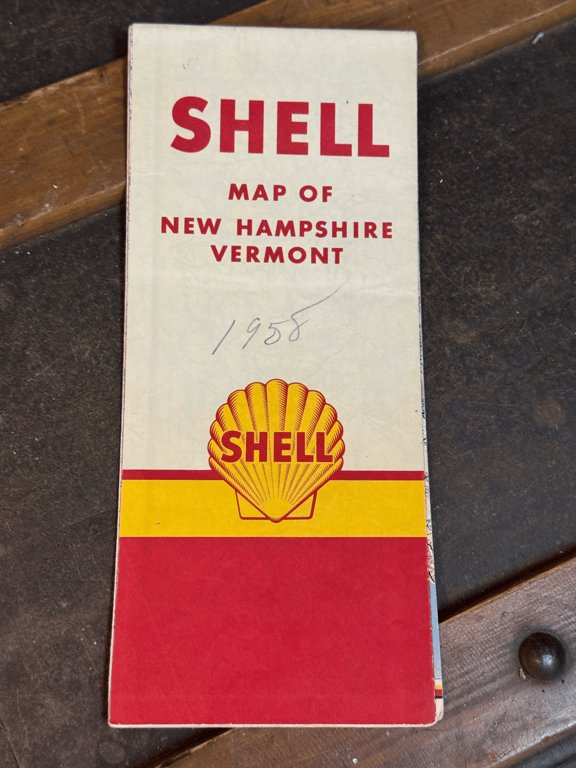 SHELL
MAP OF
NEW HAMPSHIRE
VERMONT
1958
SHELL